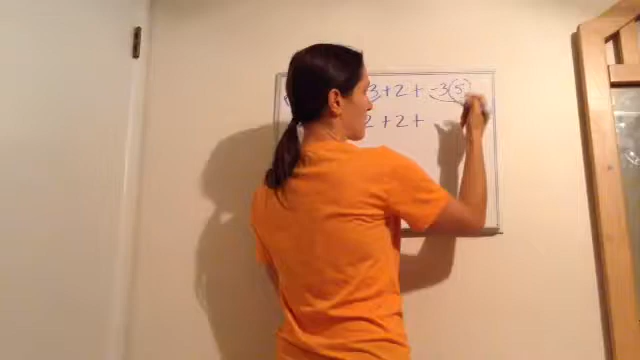 3 + 2 + -3(5)
2 + 2 +